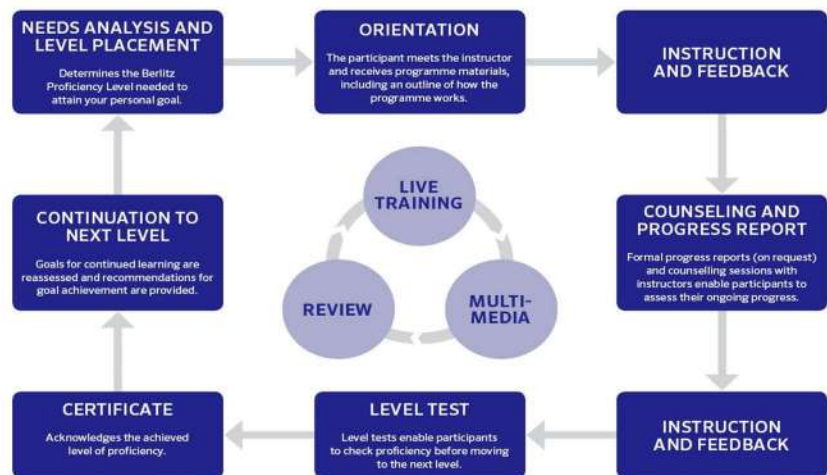 NEEDS ANALYSIS AND
LEVEL PLACEMENT
Determines the Berlitz
Proficiency Level needed to
attain your personal goal.
ORIENTATION
The participant meets the instructor
and receives programme materials,
including an outline of how the
programme works.
INSTRUCTION
AND FEEDBACK
COUNSELING AND
PROGRESS REPORT
Formal progress reports (on request)
and counselling sessions with
instructors enable participants to
assess their ongoing progress.
INSTRUCTION
AND FEEDBACK
LEVEL TEST
Level tests enable participants
to check proficiency before moving
to the next level.
CERTIFICATE
Acknowledges the achieved
level of proficiency.
CONTINUATION TO
NEXT LEVEL
Goals for continued learning are
reassessed and recommendations for
goal achievement are provided.
LIVE
TRAINING
MULTI-
MEDIA
REVIEW